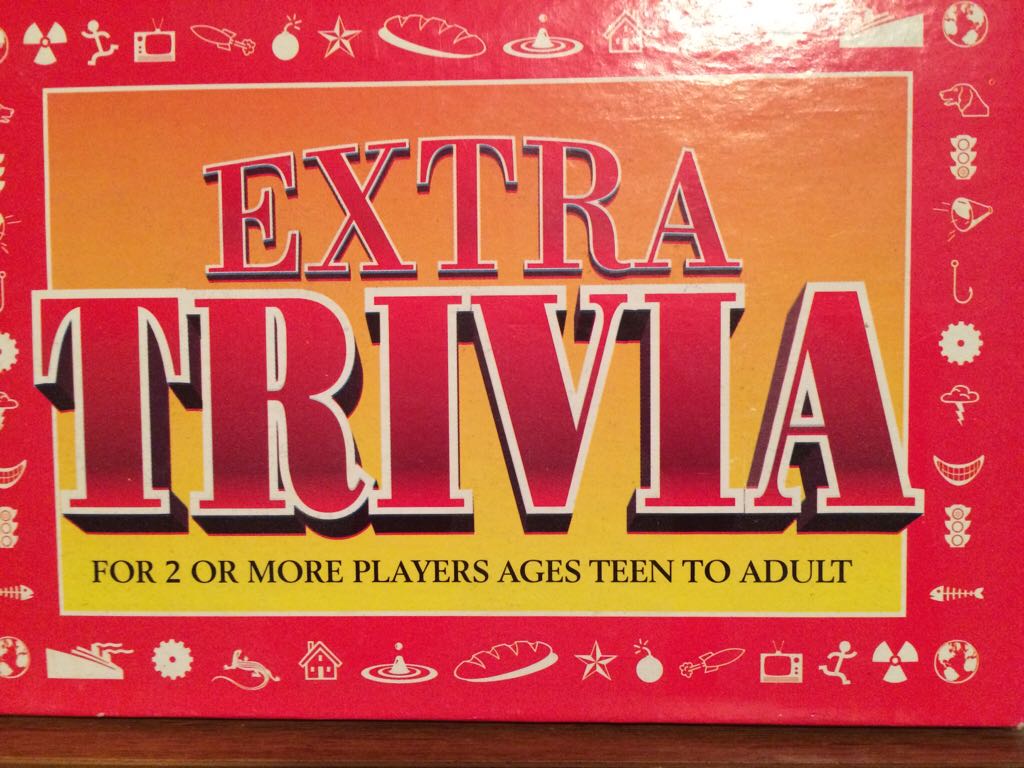 EXTRA
TRIVIA
FOR 2 OR MORE PLAYERS AGES TEEN TO ADULT